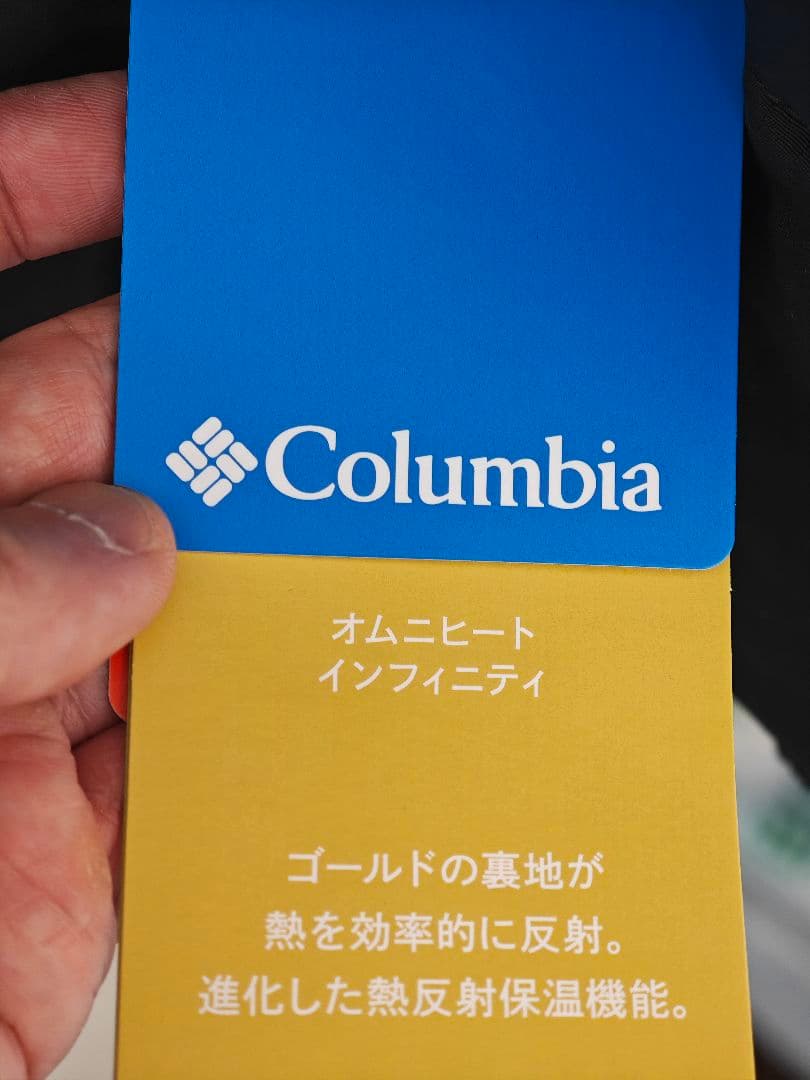 Columbia
オムニヒート
インフィニティ
ゴールドの裏地が
熱を効率的に反射。
進化した熱反射保温機能。